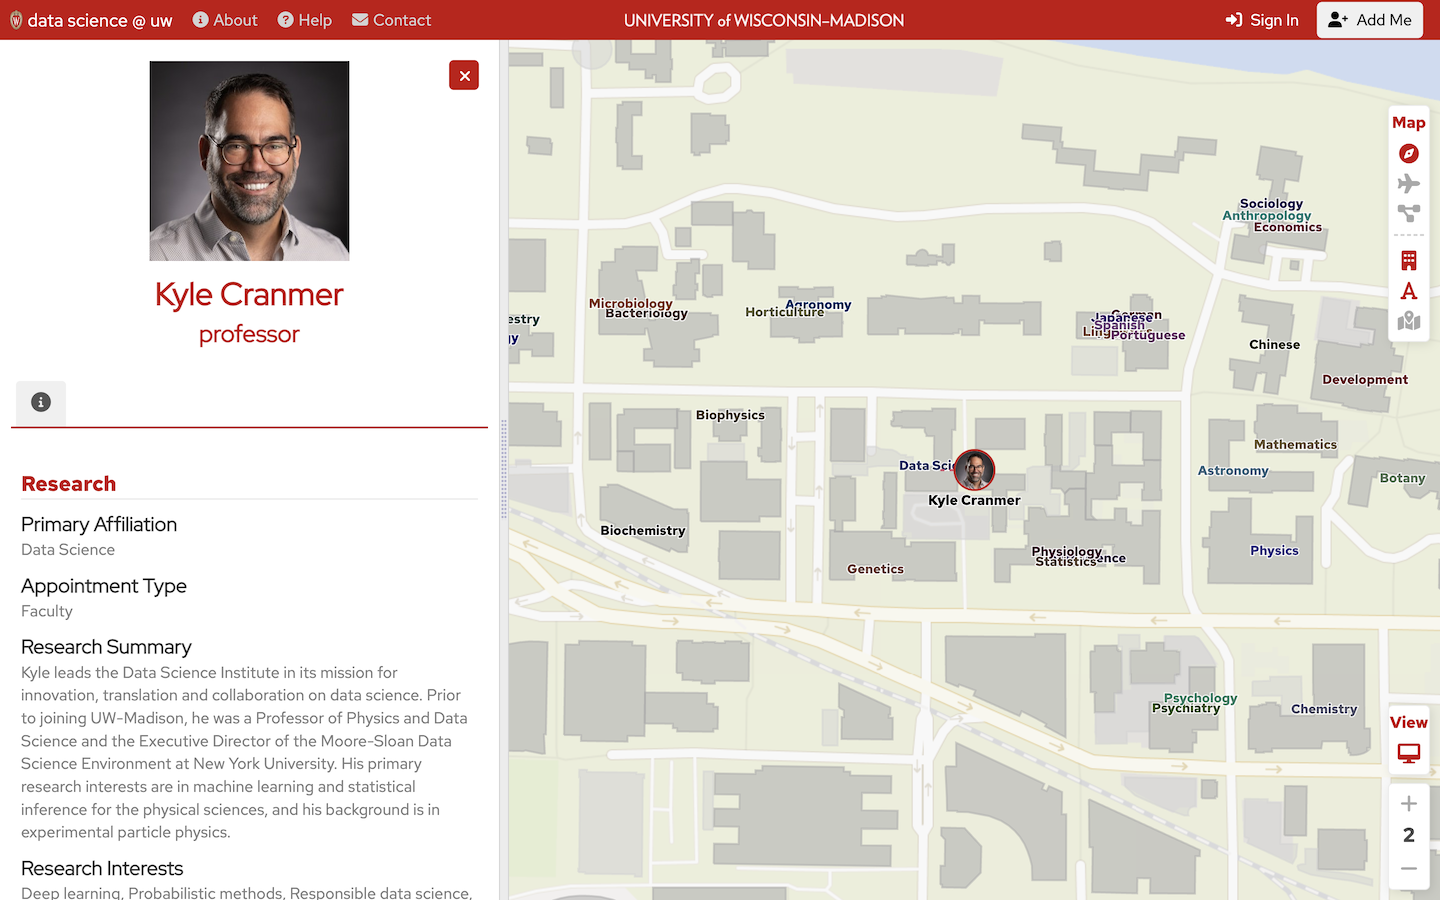 data science @ uw
About
Help
Contact
UNIVERSITY of WISCONSIN–MADISON
Sign In
Add Me
Kyle Cranmer
professor
Research
Primary Affiliation
Data Science
Appointment Type
Faculty
Research Summary
Kyle leads the Data Science Institute in its mission for
innovation, translation and collaboration on data science. Prior
to joining UW-Madison, he was a Professor of Physics and Data
Science and the Executive Director of the Moore-Sloan Data
Science Environment at New York University. His primary
research interests are in machine learning and statistical
inference for the physical sciences, and his background is in
experimental particle physics.
Research Interests
Deep learning, Probabilistic methods, Responsible data science,
Sociology
Anthropology
Economics
Microbiology
Bacteriology
Agronomy
Horticulture
estry
gy
German
Japanese
Spanish
Portuguese
Chinese
Development
Biophysics
Mathematics
Data Sci
Astronomy
Botany
Kyle Cranmer
Biochemistry
Physiology
Statistics
ence
Physics
Genetics
Psychology
Psychiatry
Chemistry
Map
View
2